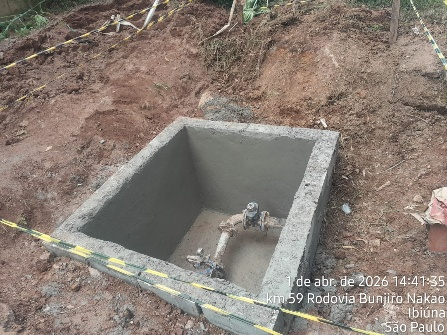 1 de abr. de 2026 14:41:35
km 59 Rodovia Bunjiro Nakao
Ibiúna
São Paulo